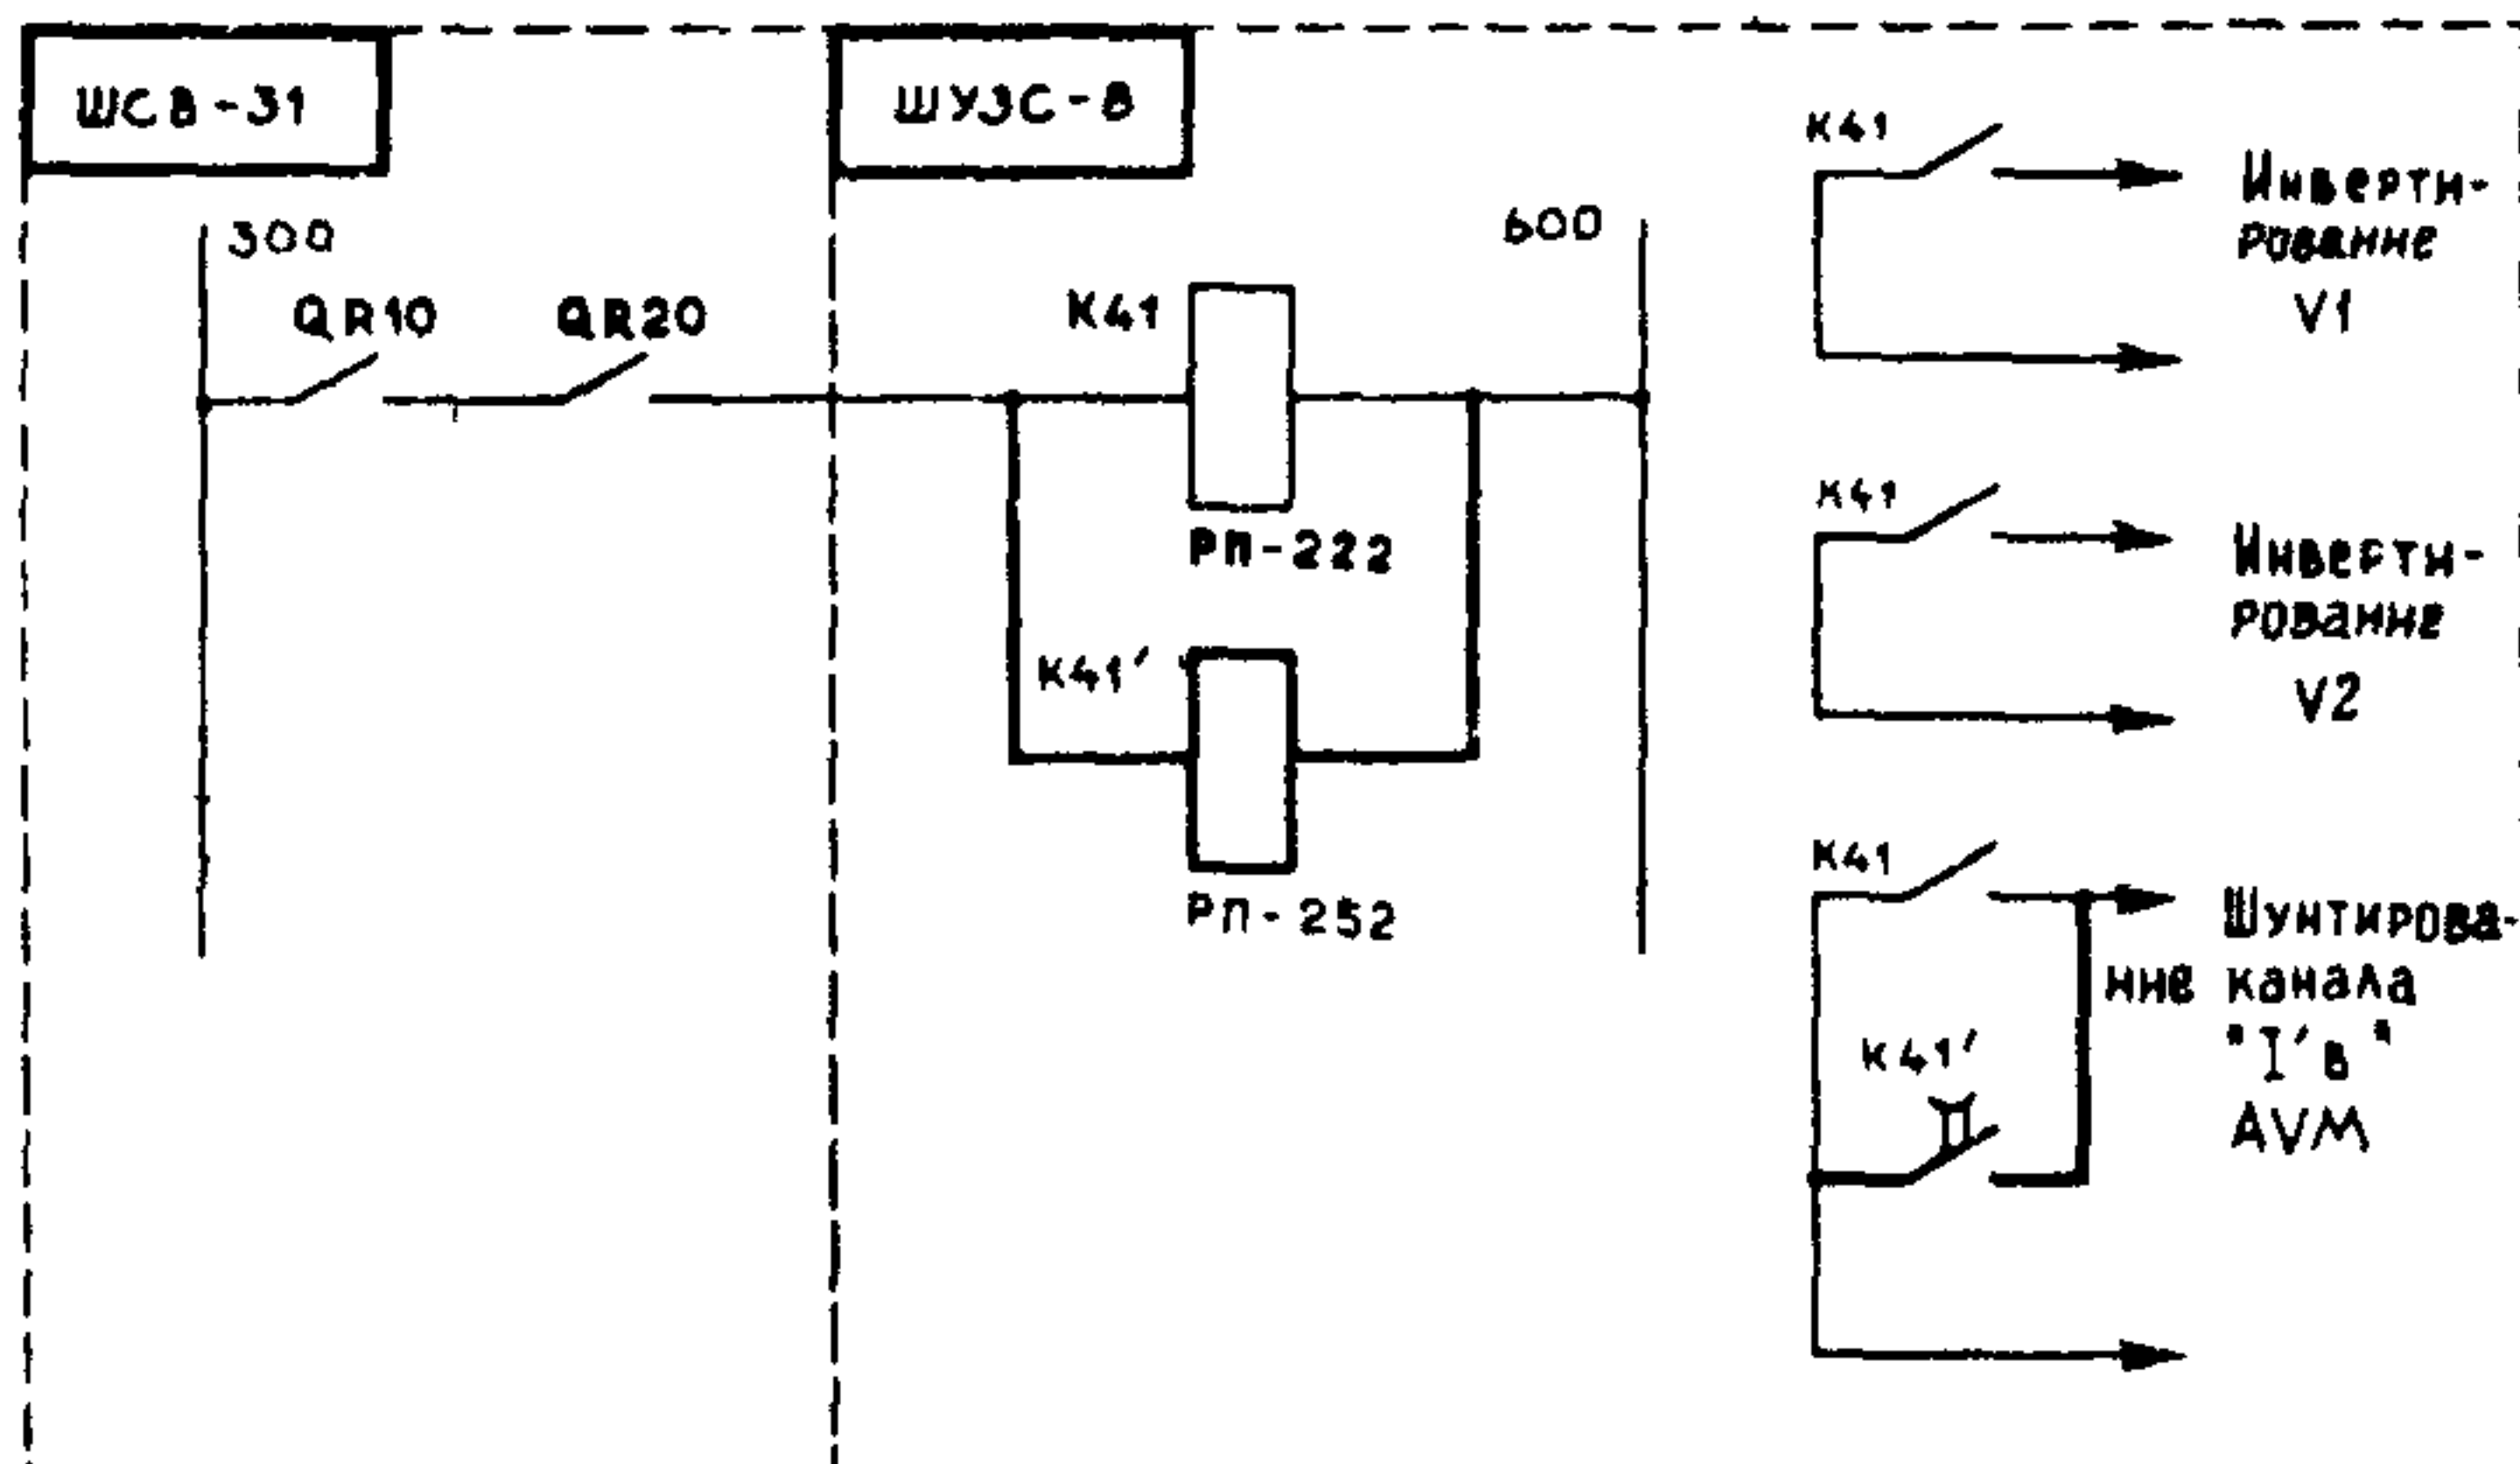 ШСВ-31
ШУЗС-8
300
QR10
QR20
К41
РП-222
К41′
РП-252
600
К41
Инверти-
рование
V1
К41
Инверти-
рование
V2
К41
Шунтирова-
ние канала
К41′
"I′в"
AVM